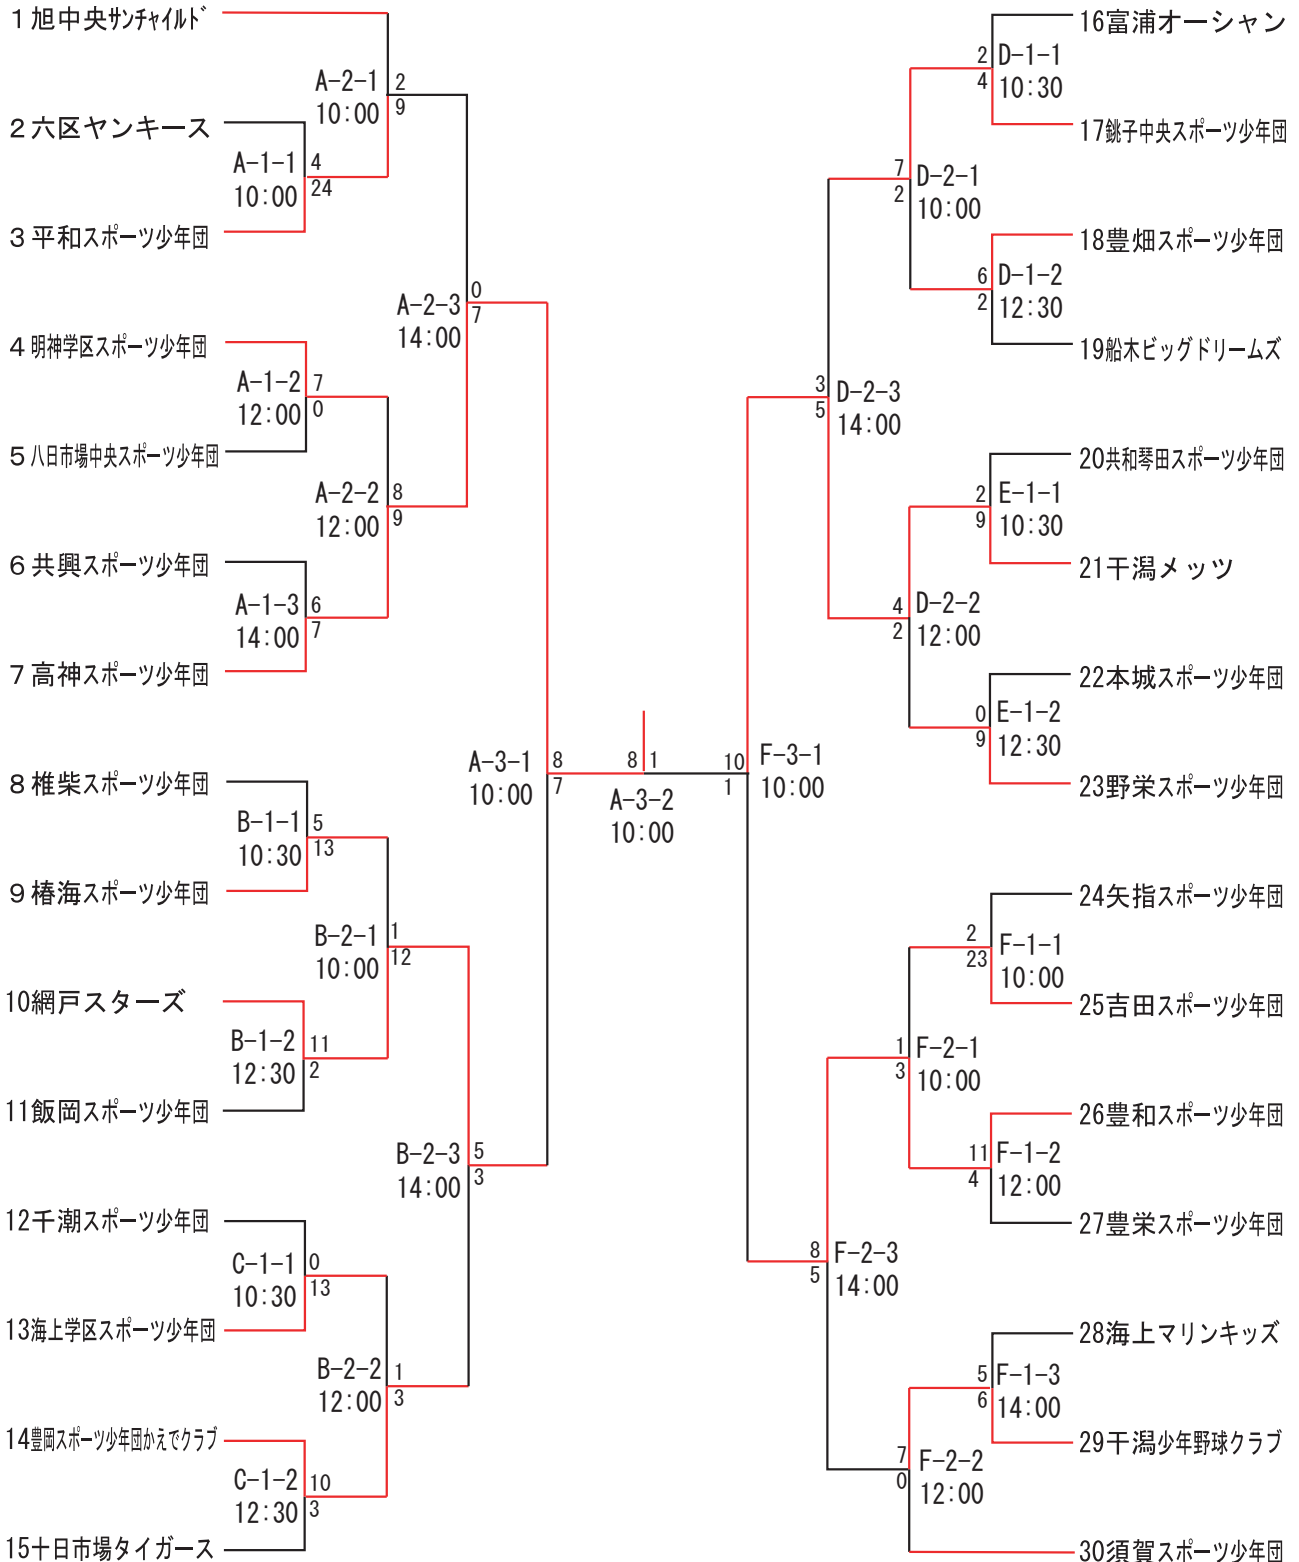 1 旭中央サンチャイルド
A-2-1 2
10:00 9
2 六区ヤンキース
A-1-1 4
10:00 24
3 平和スポーツ少年団
A-2-3 0
14:00 7
4 明神学区スポーツ少年団
A-1-2 7
12:00 0
5 八日市場中央スポーツ少年団
A-2-2 8
12:00 9
6 共興スポーツ少年団
A-1-3 6
14:00 7
7 高神スポーツ少年団
A-3-1 8
10:00 7
8 椎柴スポーツ少年団
B-1-1 5
10:30 13
9 椿海スポーツ少年団
B-2-1 1
10:00 12
10網戸スターズ
B-1-2 11
12:30 2
11飯岡スポーツ少年団
B-2-3 5
14:00 3
12千潮スポーツ少年団
C-1-1 0
10:30 13
13海上学区スポーツ少年団
B-2-2 1
12:00 3
14豊岡スポーツ少年団かえでクラブ
C-1-2 10
12:30 3
15十日市場タイガース
8 1
A-3-2
10:00
16富浦オーシャン
2 D-1-1
4 10:30
17銚子中央スポーツ少年団
7 D-2-1
2 10:00
18豊畑スポーツ少年団
6 D-1-2
2 12:30
19船木ビッグドリームズ
3 D-2-3
5 14:00
20共和琴田スポーツ少年団
2 E-1-1
9 10:30
21干潟メッツ
4 D-2-2
2 12:00
22本城スポーツ少年団
0 E-1-2
9 12:30
23野栄スポーツ少年団
10 F-3-1
1 10:00
24矢指スポーツ少年団
2 F-1-1
23 10:00
25吉田スポーツ少年団
1 F-2-1
3 10:00
26豊和スポーツ少年団
11 F-1-2
4 12:00
27豊栄スポーツ少年団
8 F-2-3
5 14:00
28海上マリンキッズ
5 F-1-3
6 14:00
29干潟少年野球クラブ
7 F-2-2
0 12:00
30須賀スポーツ少年団